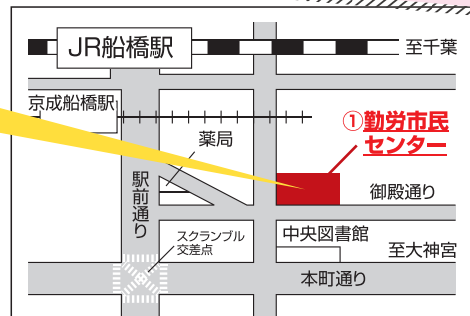 JR船橋駅
至千葉
京成船橋駅
①勤労市民
センター
薬局
駅前通り
御殿通り
スクランブル
交差点
中央図書館
至大神宮
本町通り